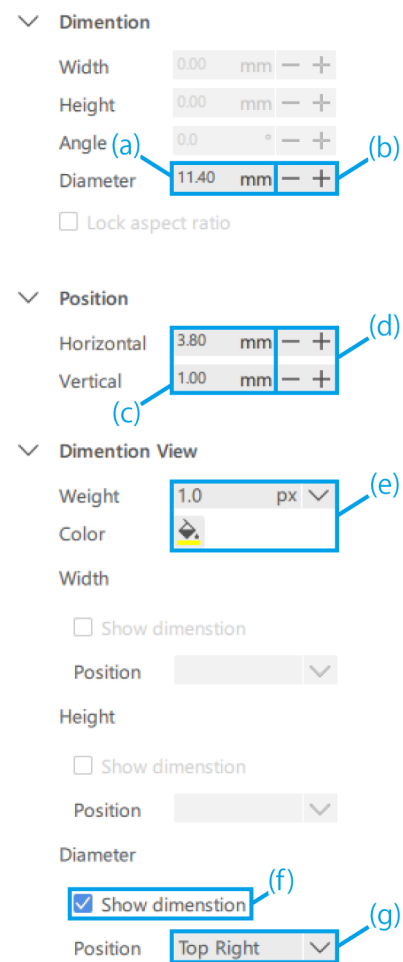 Dimention
Width 0.00 mm − +
Height 0.00 mm − +
Angle 0.0 ° − +
(a)
(b)
Diameter 11.40 mm − +
Lock aspect ratio
Position
(d)
Horizontal 3.80 mm − +
Vertical 1.00 mm − +
(c)
Dimention View
(e)
Weight 1.0 px
Color
Width
Show dimenstion
Position
Height
Show dimenstion
Position
Diameter
(f)
Show dimenstion
(g)
Position Top Right